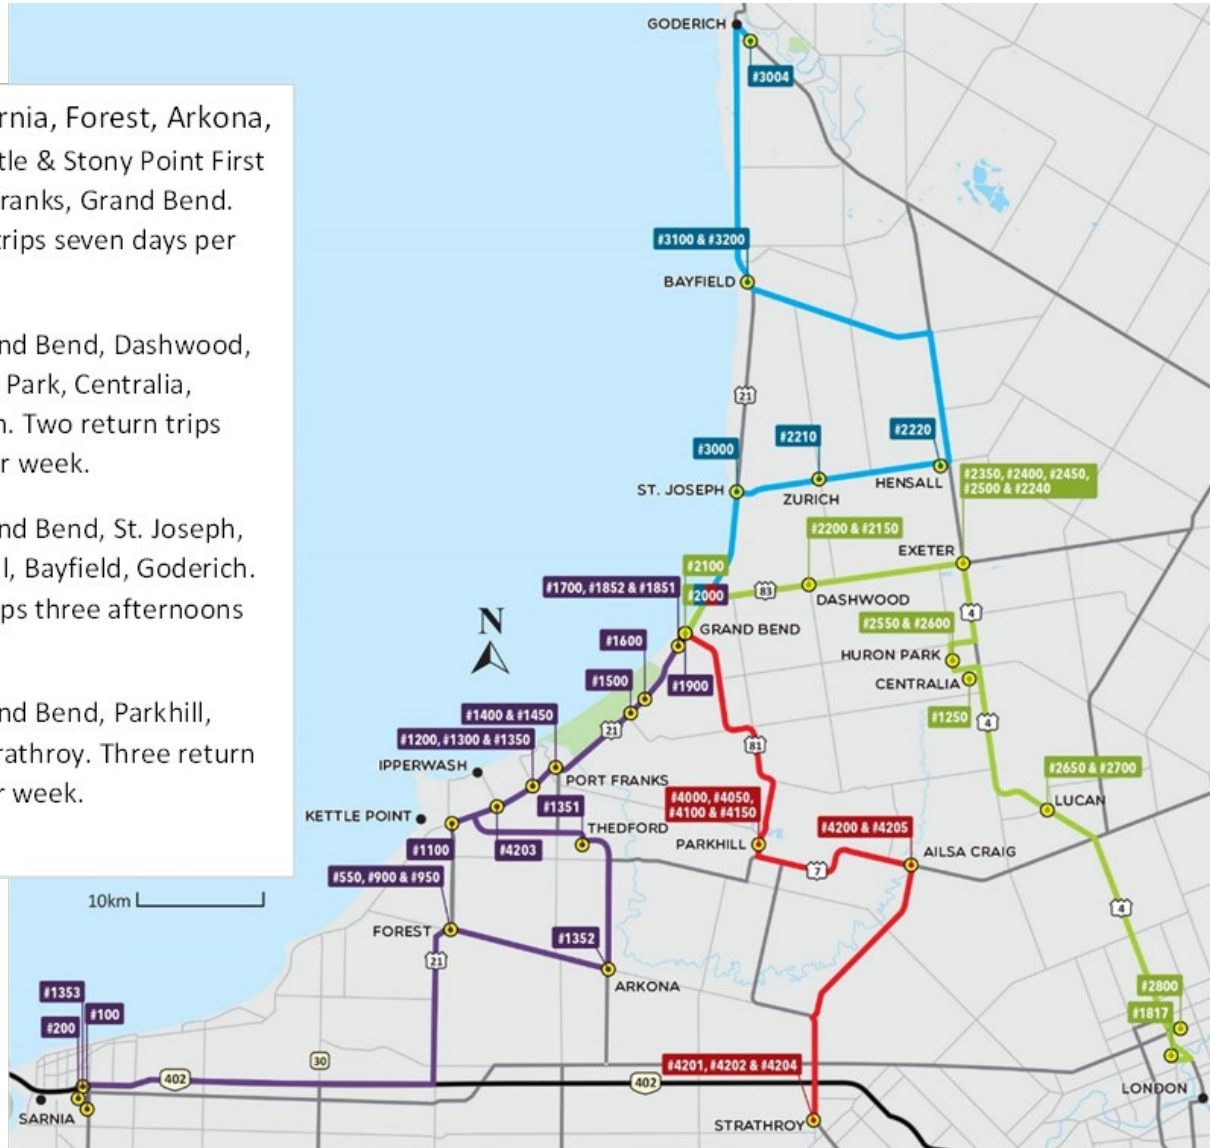 GODERICH
#3004
rnia, Forest, Arkona,
tle & Stony Point First
ranks, Grand Bend.
trips seven days per
nd Bend, Dashwood,
Park, Centralia,
n. Two return trips
r week.
nd Bend, St. Joseph,
l, Bayfield, Goderich.
ps three afternoons
nd Bend, Parkhill,
rathroy. Three return
r week.
#3100 & #3200
BAYFIELD
21
#3000
#2210
#2220
ST. JOSEPH
ZURICH
HENSALL
#2350, #2400, #2450,
#2500 & #2240
#2200 & #2150
EXETER
#2100
#1700, #1852 & #1851
#2000
83
DASHWOOD
4
N
GRAND BEND
#2550 & #2600
#1600
HURON PARK
CENTRALIA
#1500
#1900
#1250
4
#1400 & #1450
21
#1200, #1300 & #1350
81
IPPERWASH
PORT FRANKS
#2650 & #2700
#1351
#4000, #4050,
#4100 & #4150
LUCAN
KETTLE POINT
THEDFORD
#4200 & #4205
PARKHILL
#1100
#4203
AILSA CRAIG
7
#550, #900 & #950
10km
4
FOREST
#1352
21
ARKONA
#1353
#100
#200
#2800
#1817
30
402
402
#4201, #4202 & #4204
LONDON
SARNIA
STRATHROY